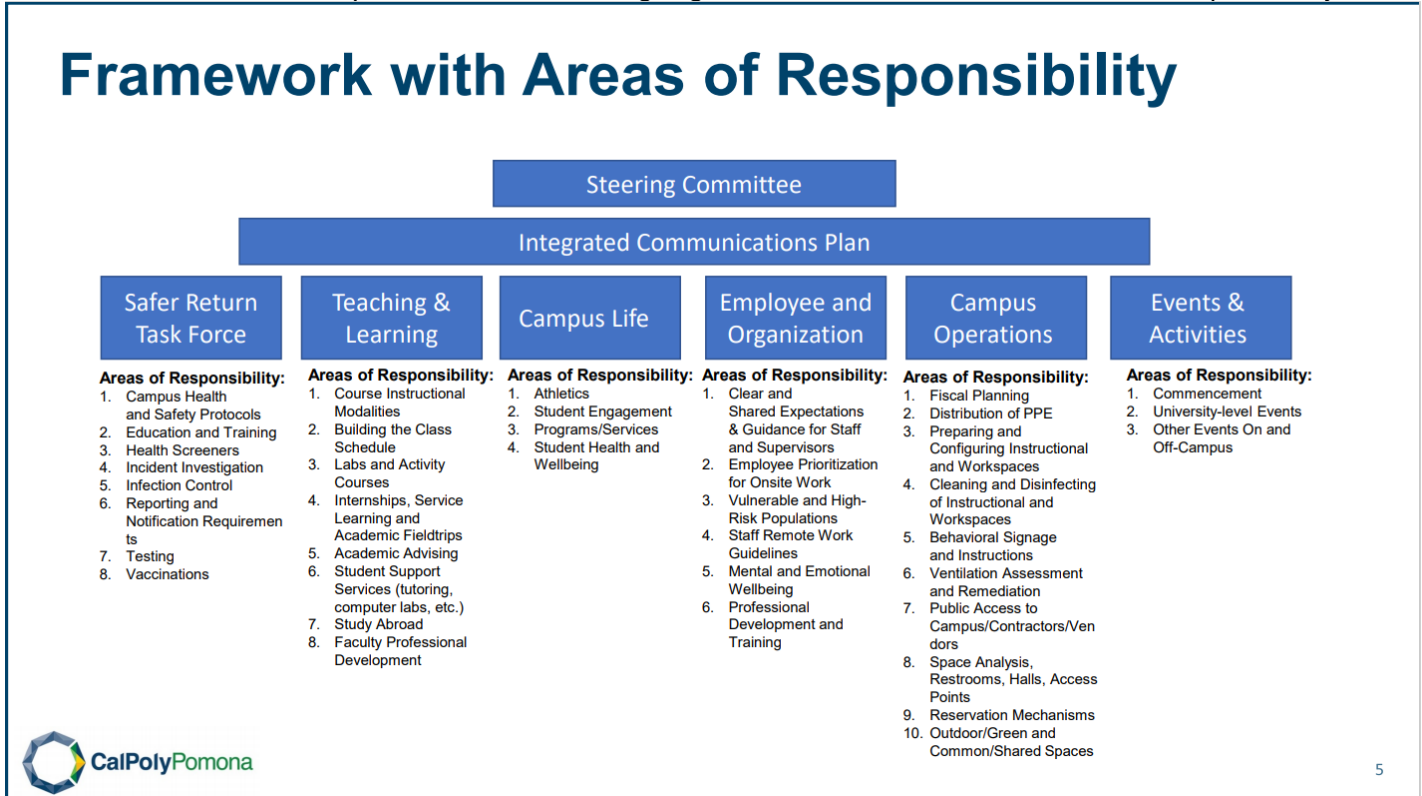 Framework with Areas of Responsibility
Steering Committee
Integrated Communications Plan
Safer Return
Task Force
Areas of Responsibility:
1. Campus Health
and Safety Protocols
2. Education and Training
3. Health Screeners
4. Incident Investigation
5. Infection Control
6. Reporting and
Notification Requiremen
ts
7. Testing
8. Vaccinations
Teaching &
Learning
Areas of Responsibility:
1. Course Instructional
Modalities
2. Building the Class
Schedule
3. Labs and Activity
Courses
4. Internships, Service
Learning and
Academic Fieldtrips
5. Academic Advising
6. Student Support
Services (tutoring,
computer labs, etc.)
7. Study Abroad
8. Faculty Professional
Development
Campus Life
Areas of Responsibility:
1. Athletics
2. Student Engagement
3. Programs/Services
4. Student Health and
Wellbeing
Employee and
Organization
Areas of Responsibility:
1. Clear and
Shared Expectations
& Guidance for Staff
and Supervisors
2. Employee Prioritization
for Onsite Work
3. Vulnerable and High-
Risk Populations
4. Staff Remote Work
Guidelines
5. Mental and Emotional
Wellbeing
6. Professional
Development and
Training
Campus
Operations
Areas of Responsibility:
1. Fiscal Planning
2. Distribution of PPE
3. Preparing and
Configuring Instructional
and Workspaces
4. Cleaning and Disinfecting
of Instructional and
Workspaces
5. Behavioral Signage
and Instructions
6. Ventilation Assessment
and Remediation
7. Public Access to
Campus/Contractors/Ven
dors
8. Space Analysis,
Restrooms, Halls, Access
Points
9. Reservation Mechanisms
10. Outdoor/Green and
Common/Shared Spaces
Events &
Activities
Areas of Responsibility:
1. Commencement
2. University-level Events
3. Other Events On and
Off-Campus
CalPolyPomona
5